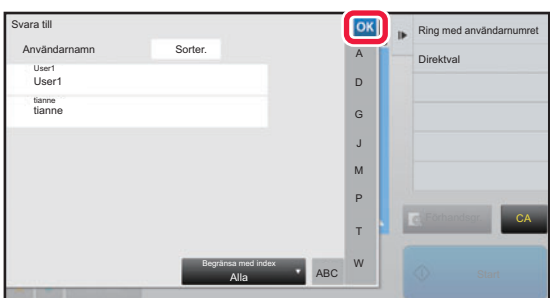 Svara till
OK
Användarnamn
Sorter.
User1
User1
tianne
tianne
A
D
G
J
M
P
T
W
Begränsa med index
Alla
ABC
Ring med användarnumret
Direktval
CA
Start